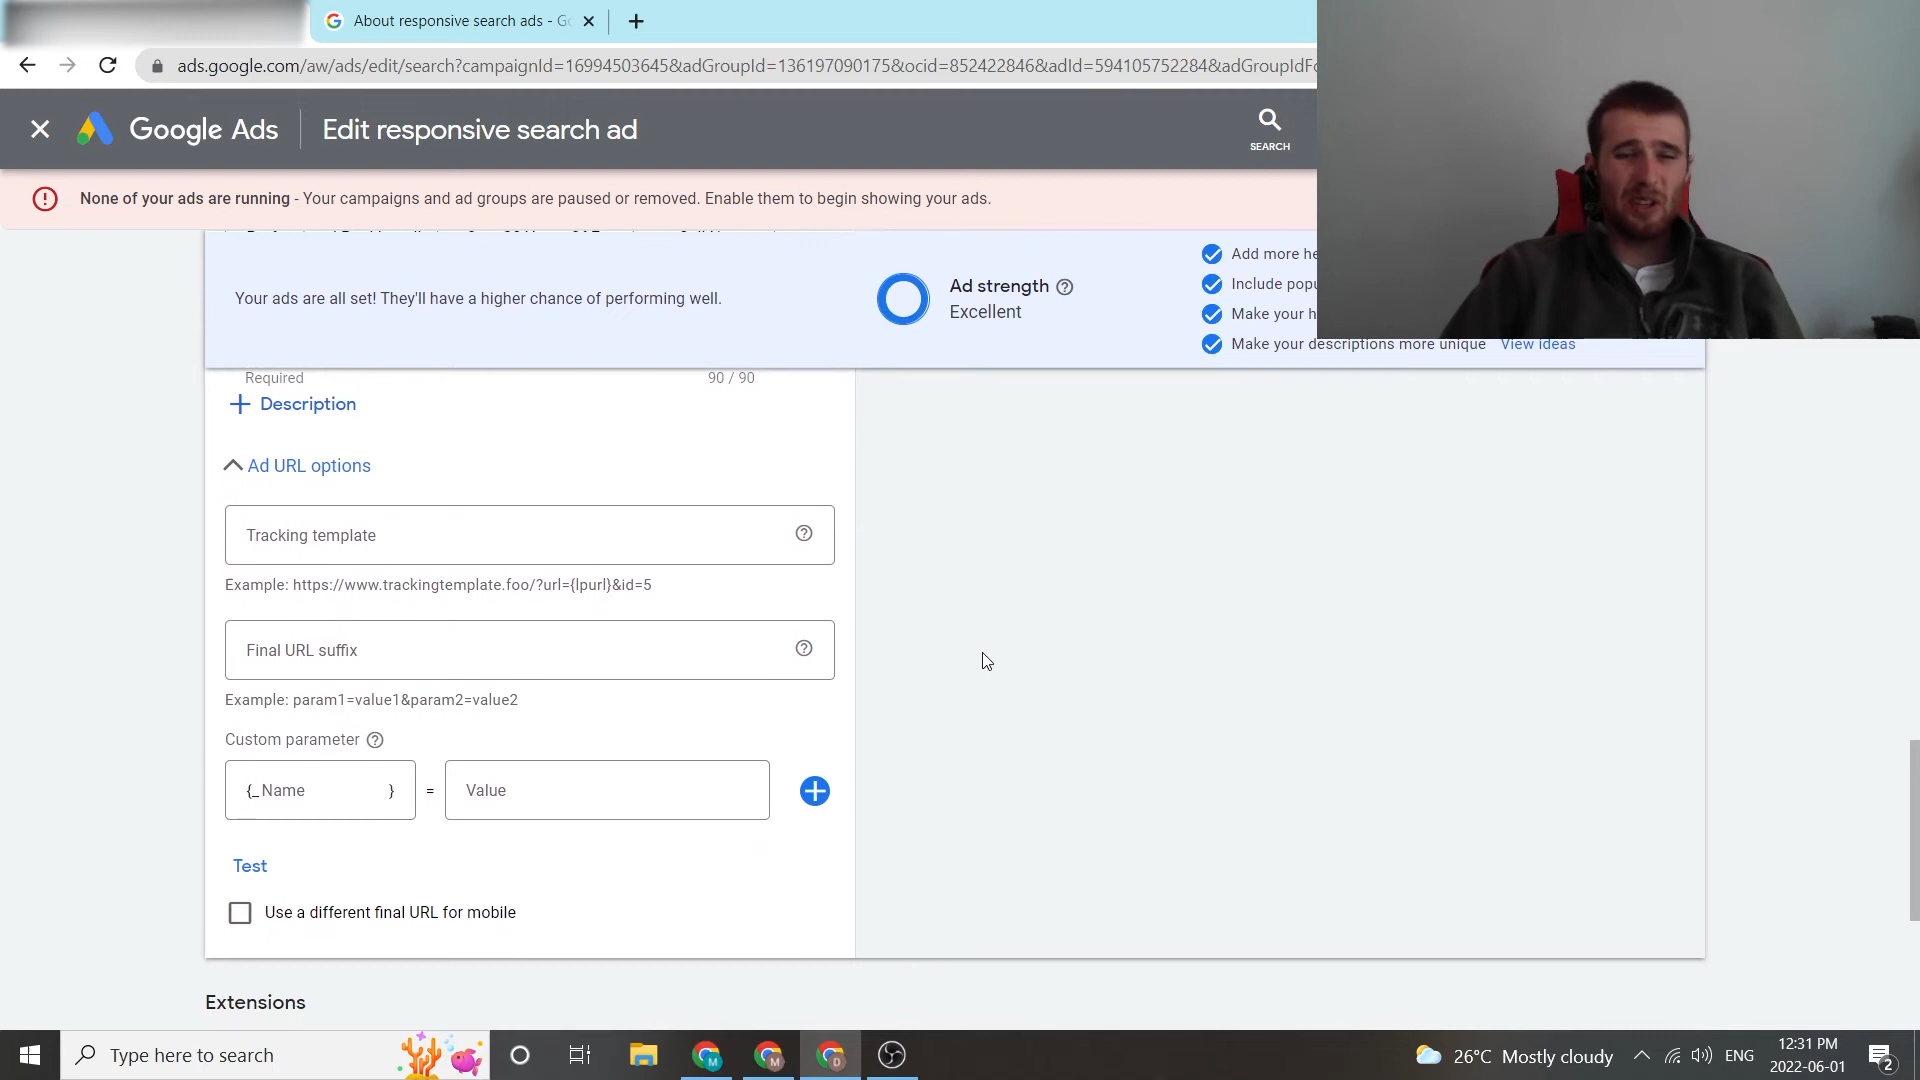 About responsive search ads - Go
ads.google.com/aw/ads/edit/search?campaignId=16994503645&adGroupId=136197090175&ocid=852422846&adId=594105752284&adGroupIdFo
Google Ads
Edit responsive search ad
SEARCH
None of your ads are running - Your campaigns and ad groups are paused or removed. Enable them to begin showing your ads.
Your ads are all set! They'll have a higher chance of performing well.
Ad strength
Excellent
Add more he
Include popu
Make your h
Make your descriptions more unique View ideas
Required
90 / 90
Description
Ad URL options
Tracking template
Example: https://www.trackingtemplate.foo/?url={lpurl}&id=5
Final URL suffix
Example: param1=value1&param2=value2
Custom parameter
{_ Name } = Value
Test
Use a different final URL for mobile
Extensions
Type here to search
M
M
D
26°C Mostly cloudy
ENG
12:31 PM
2022-06-01
2